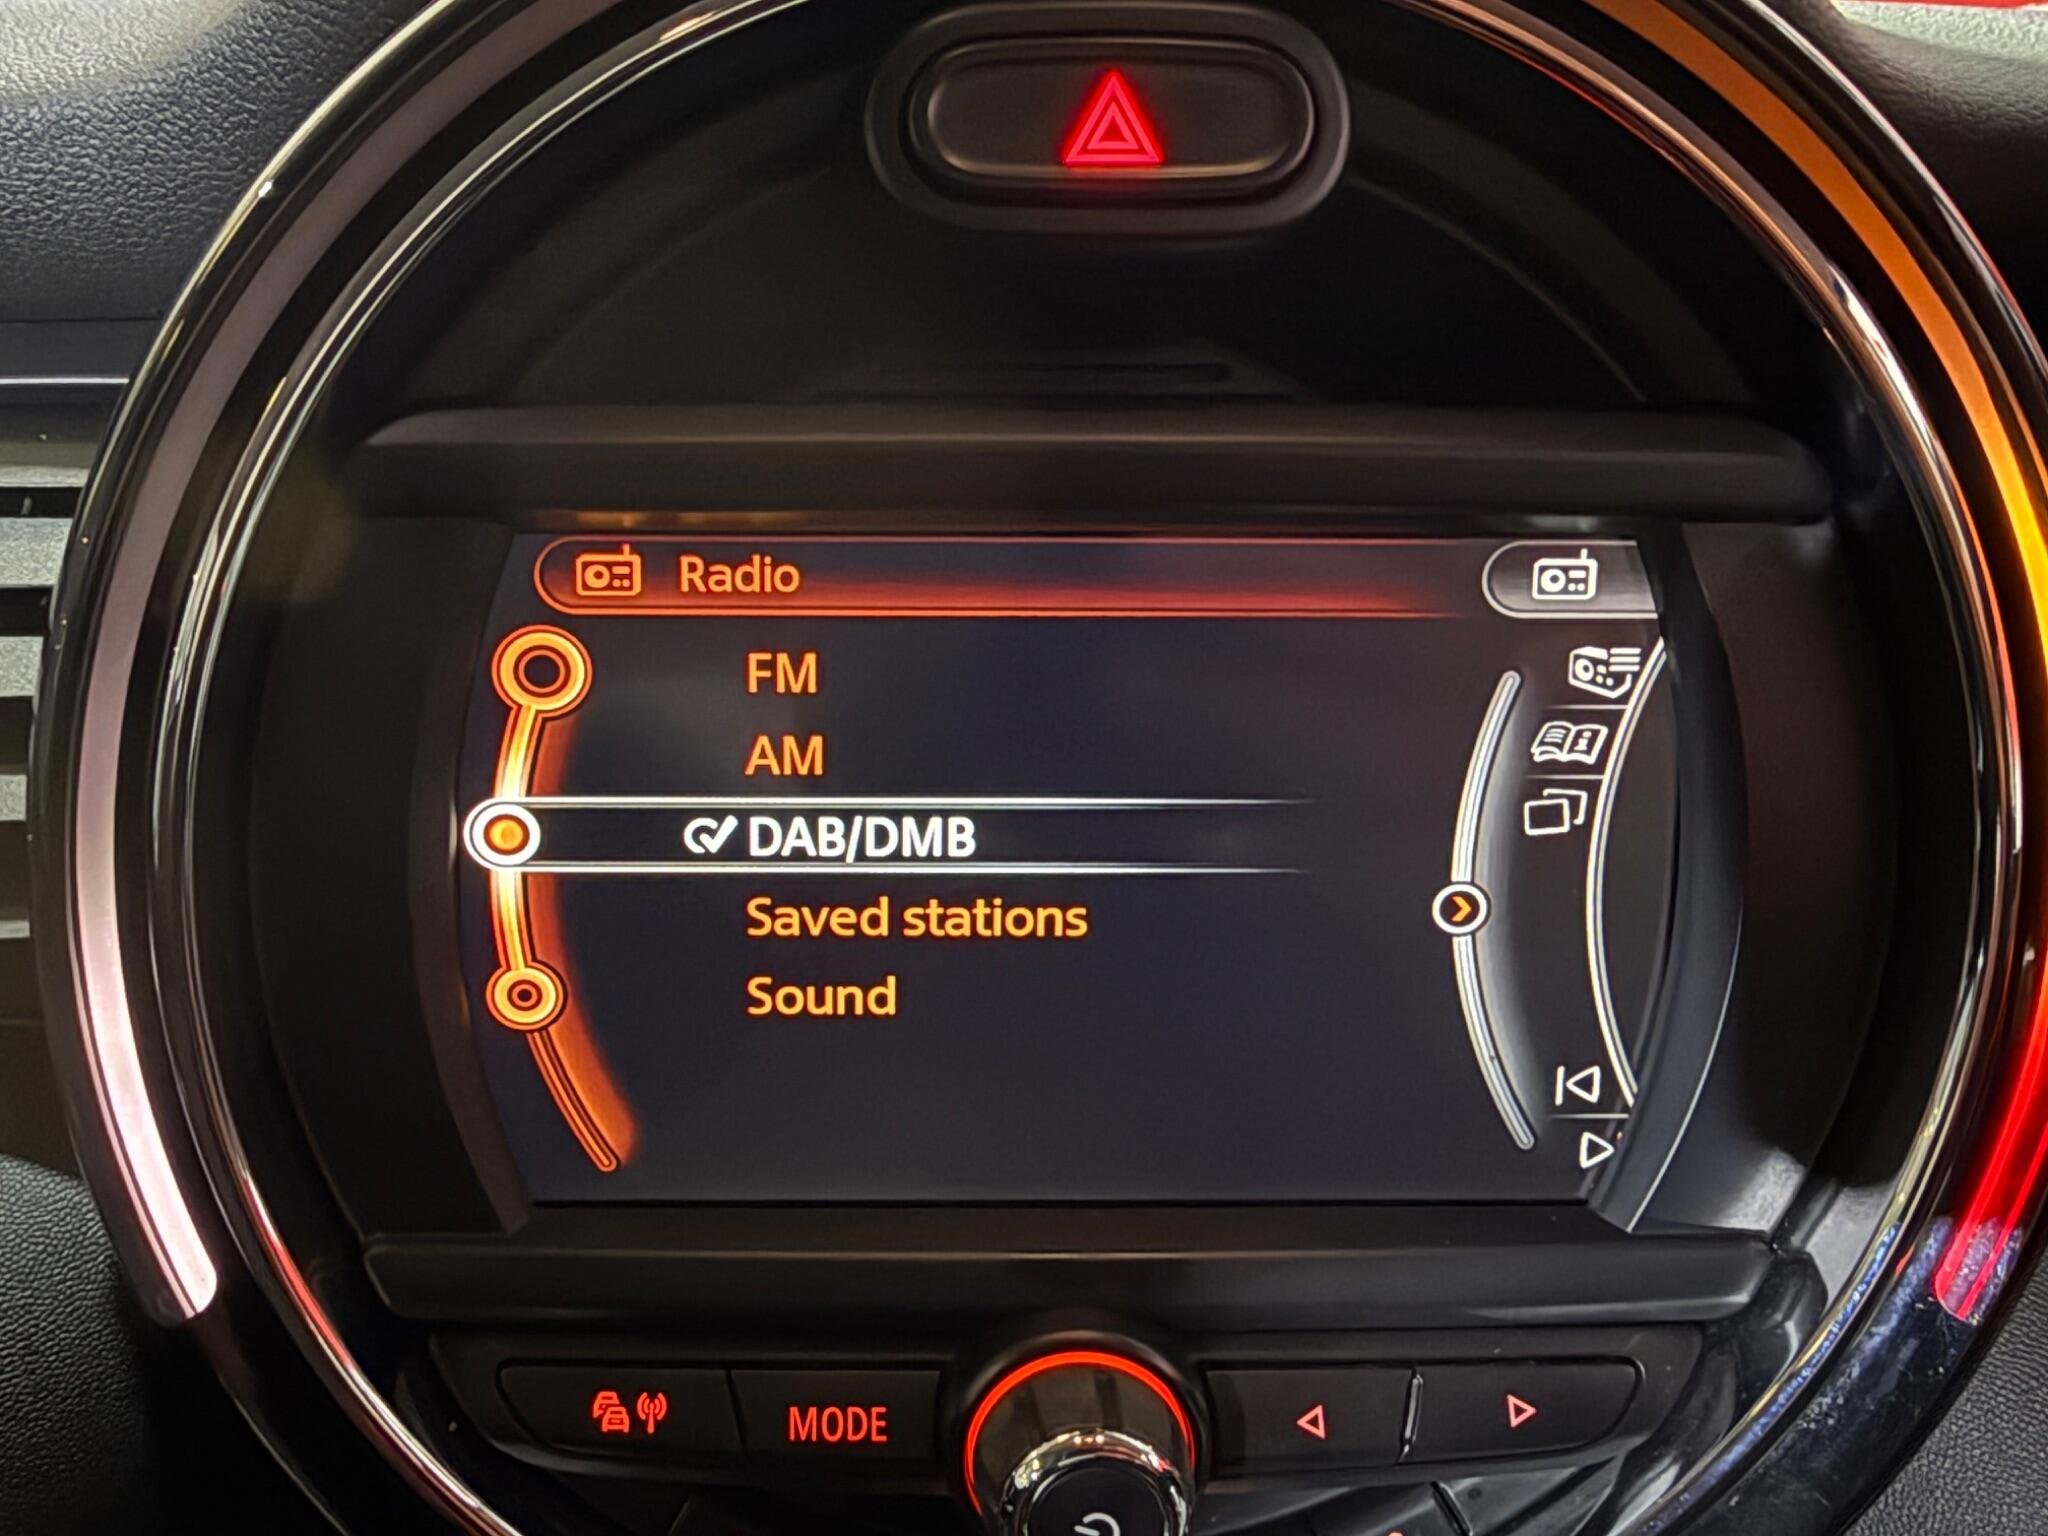 Radio
FM
AM
DAB/DMB
Saved stations
Sound
MODE